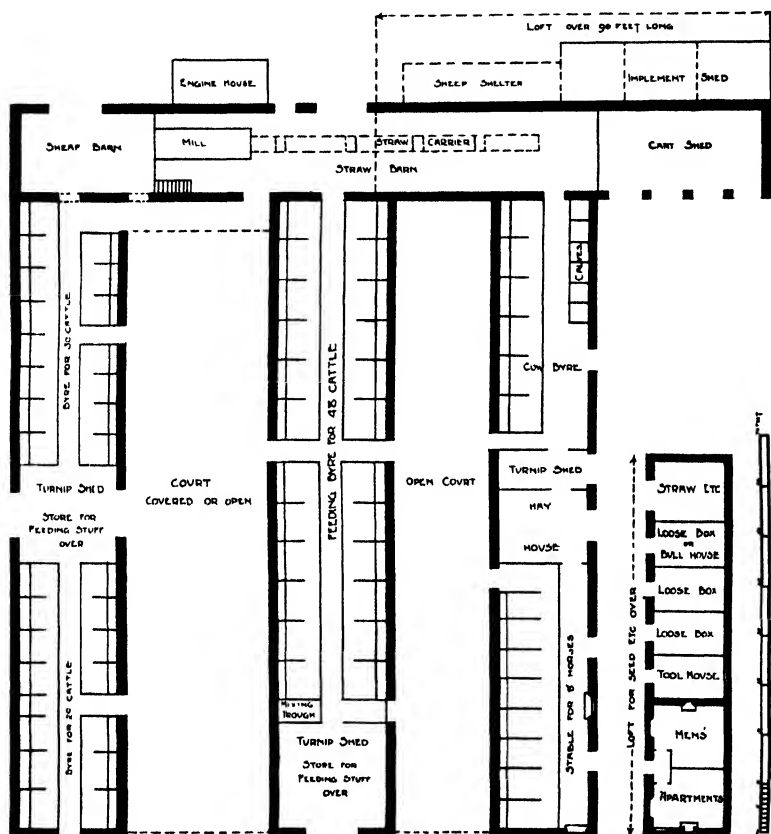 LOFT OVER 90 FEET LONG
ENGINE HOUSE
SHEEP SHELTER
IMPLEMENT SHED
SHEAF BARN
MILL
STRAW CARRIER
STRAW BARN
CART SHED
BYRE FOR 30 CATTLE
FEEDING BYRE FOR 48 CATTLE
CALVES
COW BYRE
TURNIP SHED
STORE FOR
FEEDING STUFF
OVER
COURT
COVERED OR OPEN
OPEN COURT
TURNIP SHED
HAY
HOUSE
STRAW ETC
LOOSE BOX
OR
BULL HOUSE
LOOSE BOX
LOOSE BOX
TOOL HOUSE
MENS'
APARTMENTS
LOFT FOR SEED ETC OVER
BYRE FOR 20 CATTLE
MIXING
TROUGH
TURNIP SHED
STORE FOR
FEEDING STUFF
OVER
STABLE FOR 8 HORSES